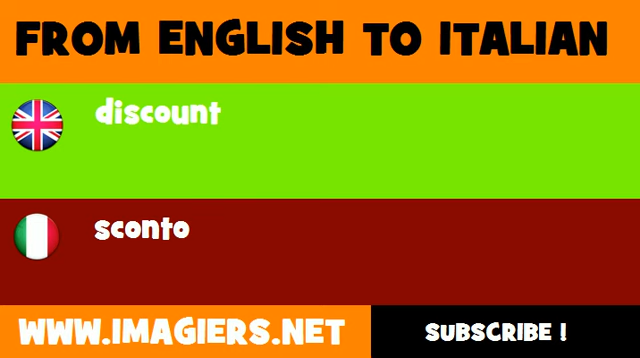 FROM ENGLISH TO ITALIAN
discount
sconto
WWW.IMAGIERS.NET
SUBSCRIBE !